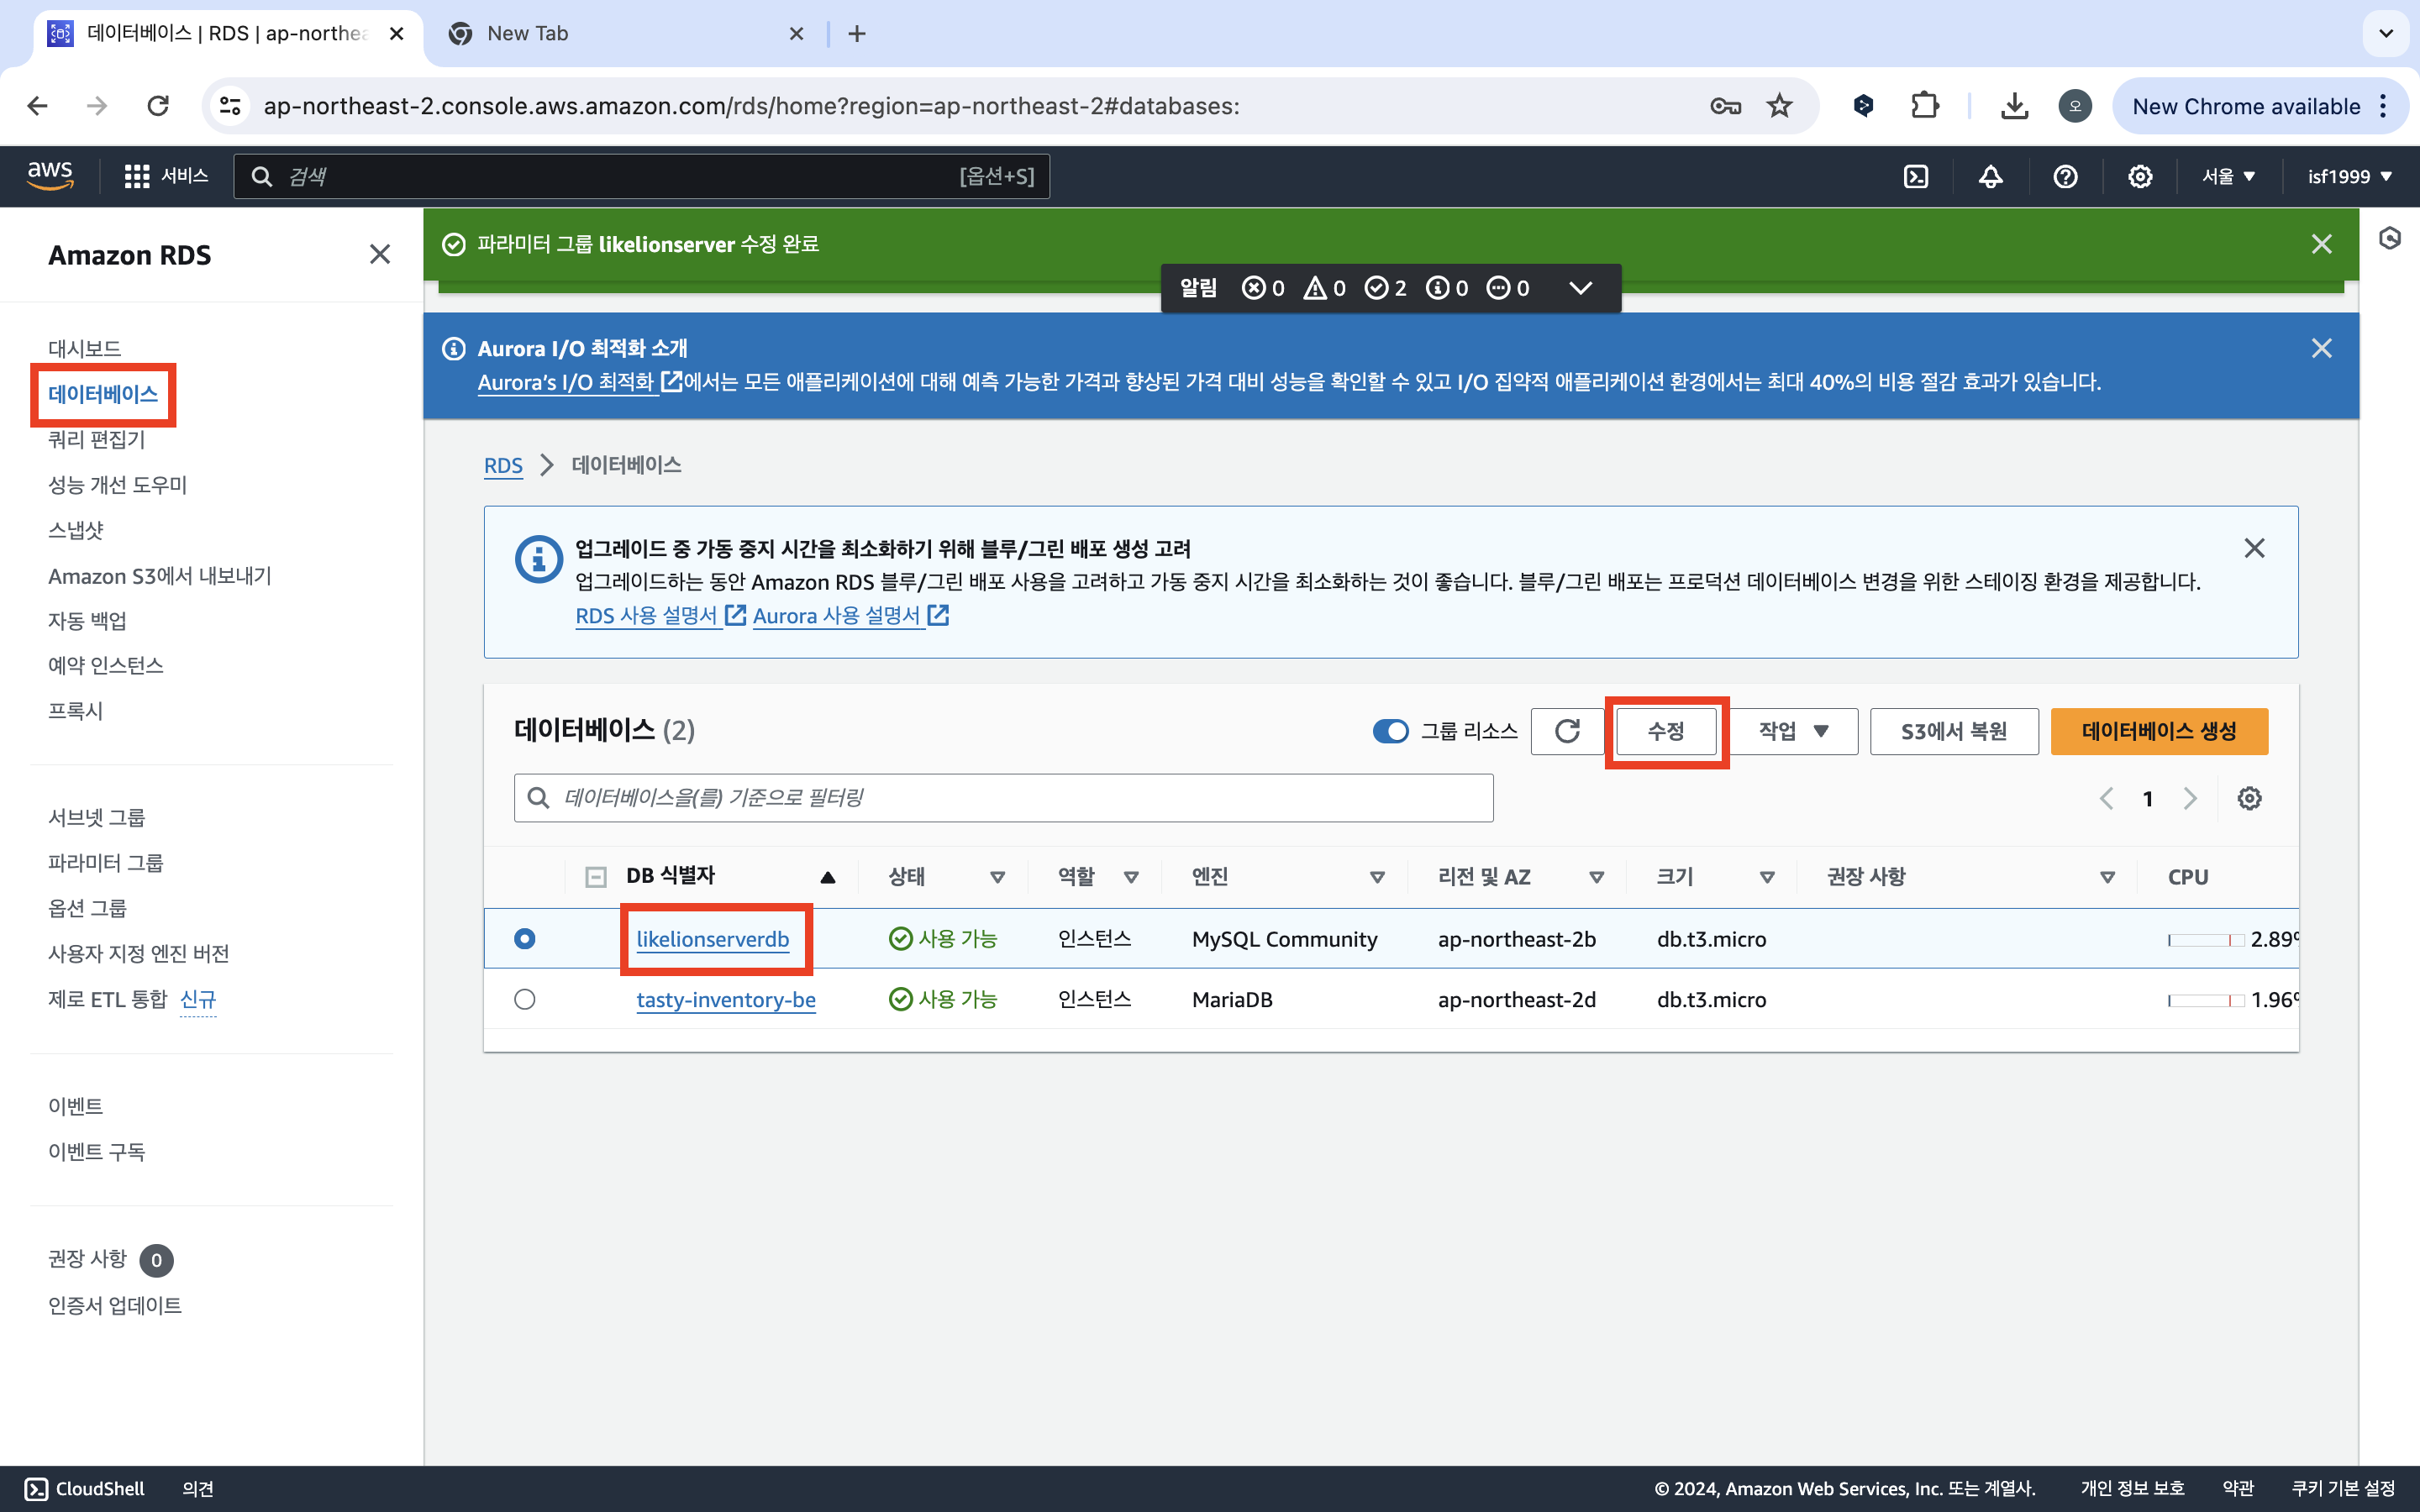 데이터베이스 | RDS | ap-northea
New Tab
ap-northeast-2.console.aws.amazon.com/rds/home?region=ap-northeast-2#databases:
오
New Chrome available
aws
서비스
검색
[옵션+S]
서울
isf1999
Amazon RDS
대시보드
데이터베이스
쿼리 편집기
성능 개선 도우미
스냅샷
Amazon S3에서 내보내기
자동 백업
예약 인스턴스
프록시
서브넷 그룹
파라미터 그룹
옵션 그룹
사용자 지정 엔진 버전
제로 ETL 통합 신규
이벤트
이벤트 구독
권장 사항 0
인증서 업데이트
파라미터 그룹 likelionserver 수정 완료
알림 0 0 2 0 0
Aurora I/O 최적화 소개
Aurora's I/O 최적화 에서는 모든 애플리케이션에 대해 예측 가능한 가격과 향상된 가격 대비 성능을 확인할 수 있고 I/O 집약적 애플리케이션 환경에서는 최대 40%의 비용 절감 효과가 있습니다.
RDS 데이터베이스
업그레이드 중 가동 중지 시간을 최소화하기 위해 블루/그린 배포 생성 고려
업그레이드하는 동안 Amazon RDS 블루/그린 배포 사용을 고려하고 가동 중지 시간을 최소화하는 것이 좋습니다. 블루/그린 배포는 프로덕션 데이터베이스 변경을 위한 스테이징 환경을 제공합니다.
RDS 사용 설명서 Aurora 사용 설명서
데이터베이스 (2)
그룹 리소스
수정
작업
S3에서 복원
데이터베이스 생성
데이터베이스을(를) 기준으로 필터링
1
DB 식별자 상태 역할 엔진 리전 및 AZ 크기 권장 사항 CPU
likelionserverdb 사용 가능 인스턴스 MySQL Community ap-northeast-2b db.t3.micro 2.89%
tasty-inventory-be 사용 가능 인스턴스 MariaDB ap-northeast-2d db.t3.micro 1.96%
CloudShell 의견 © 2024, Amazon Web Services, Inc. 또는 계열사. 개인 정보 보호 약관 쿠키 기본 설정